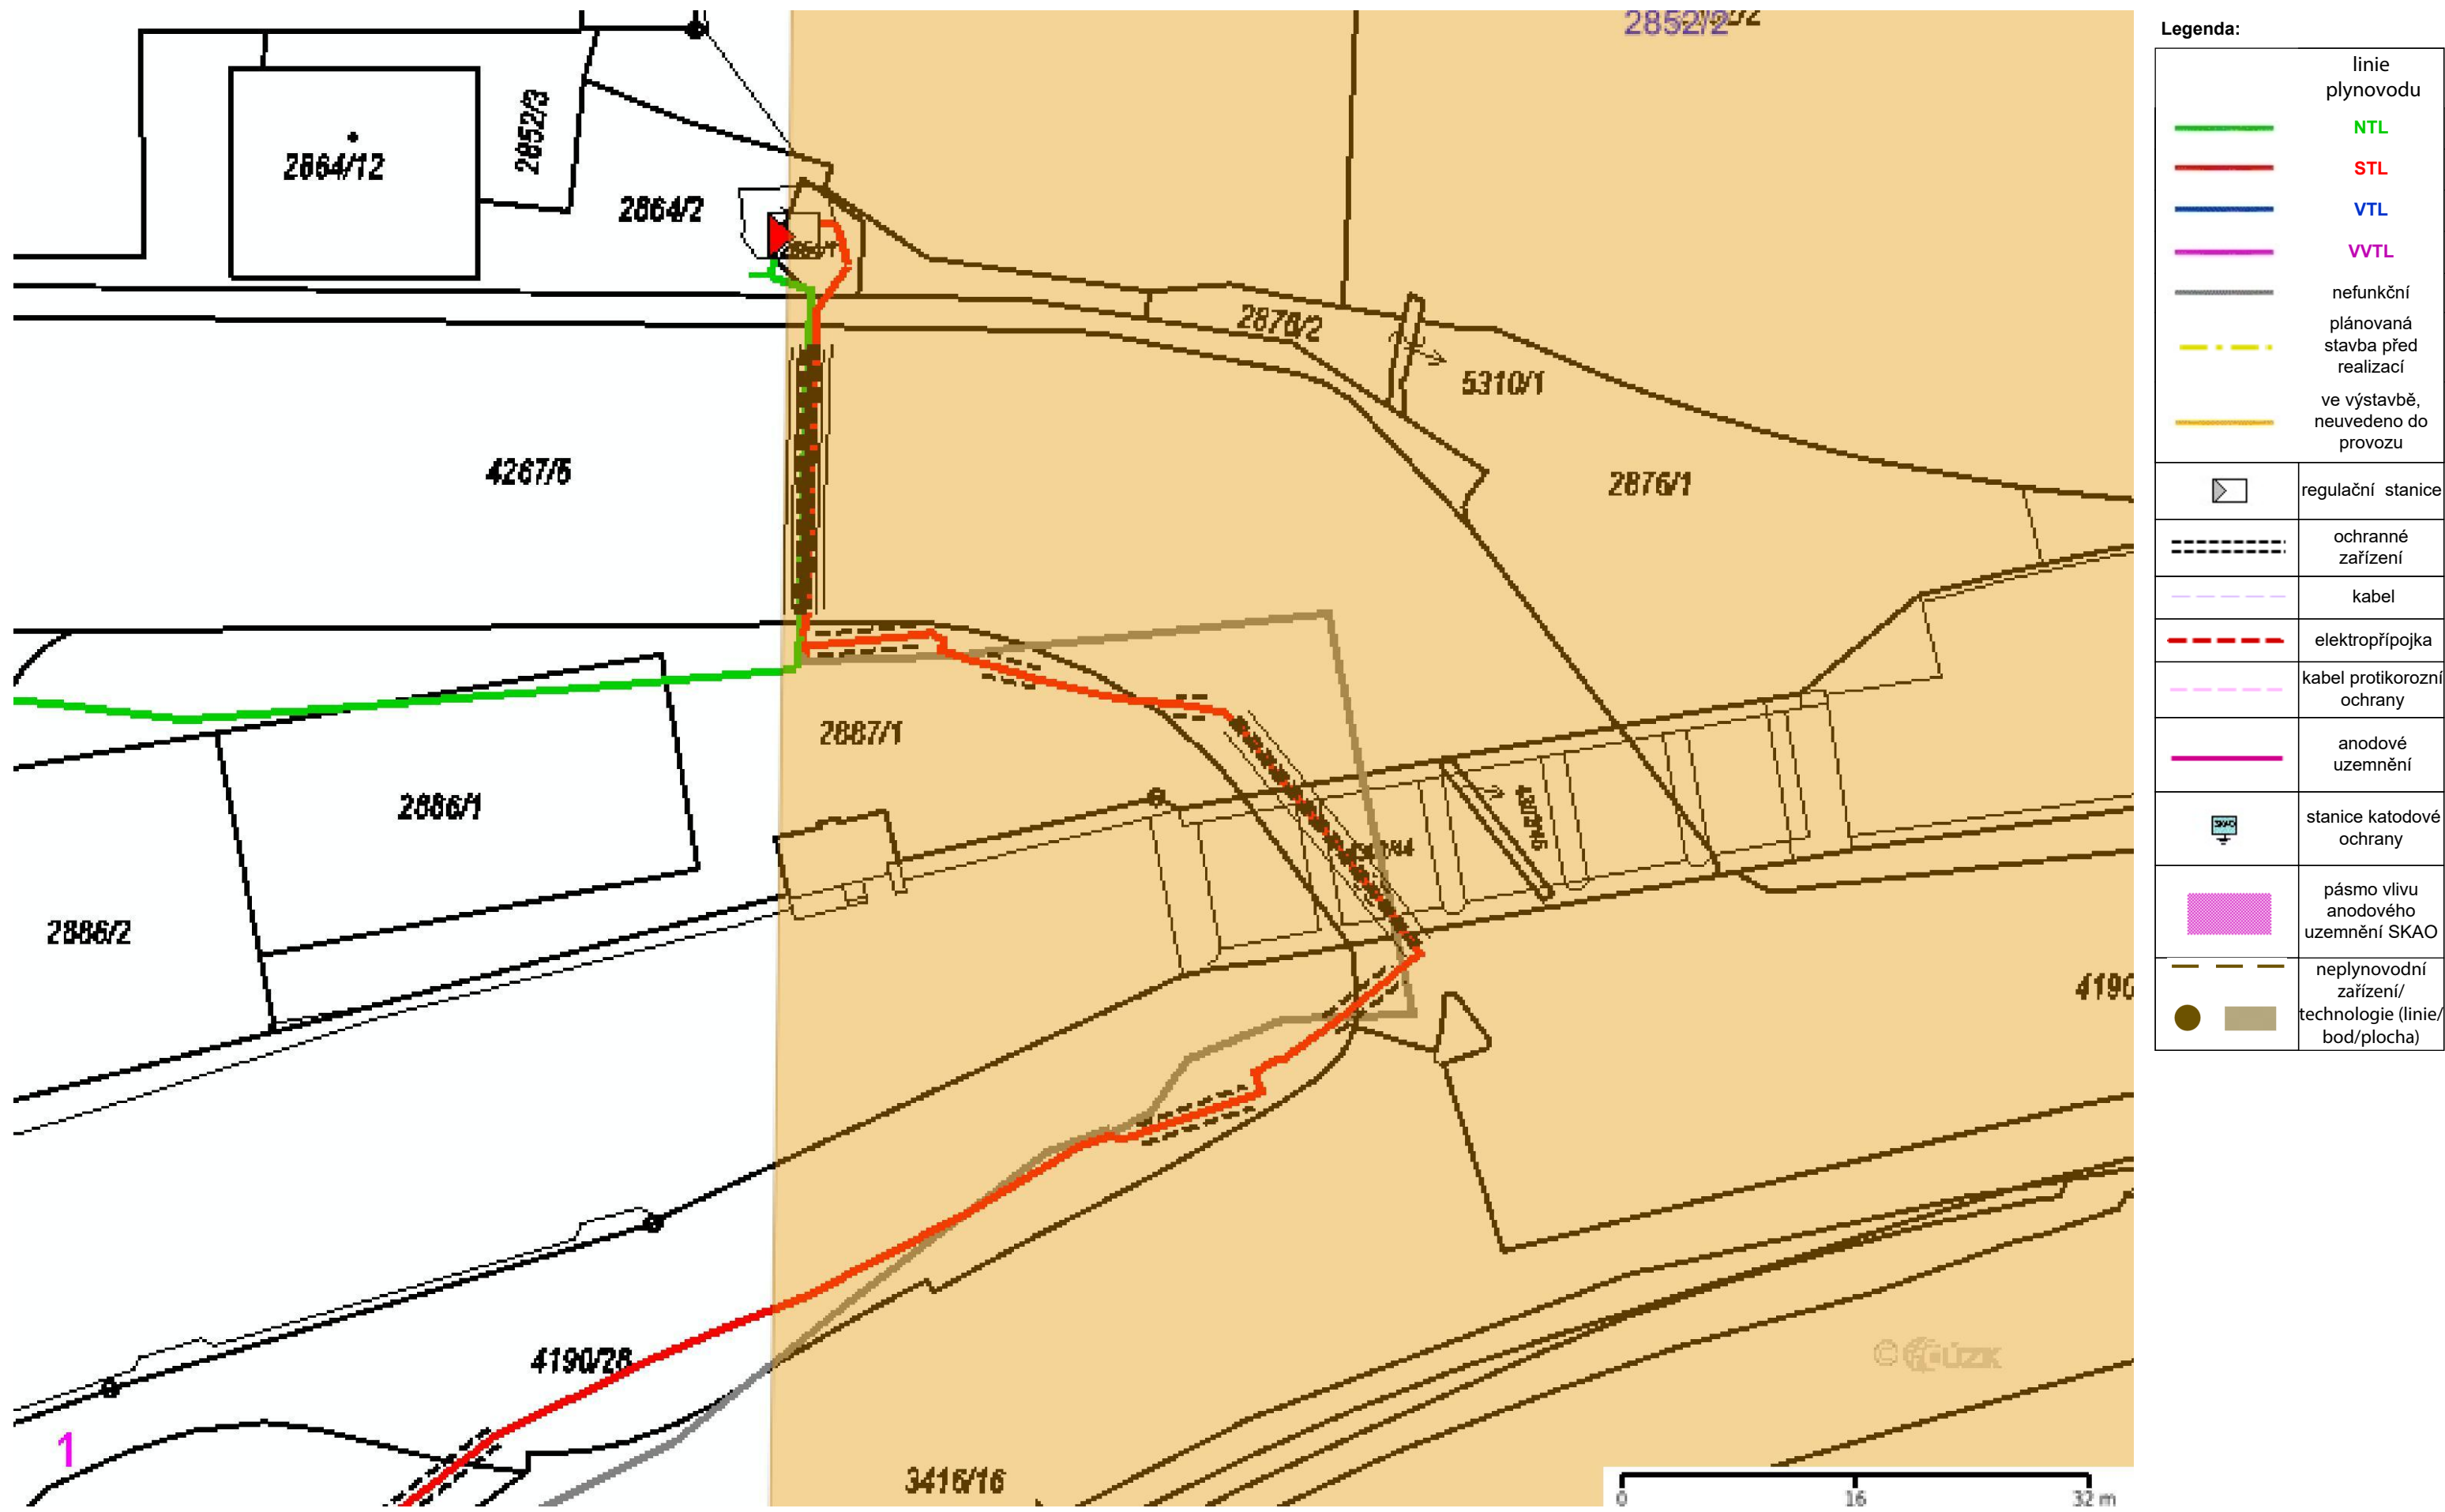 2852/2
Legenda:
linie
plynovodu
NTL
STL
VTL
VVTL
nefunkční
plánovaná
stavba před
realizací
ve výstavbě,
neuvedeno do
provozu
regulační stanice
ochranné
zařízení
kabel
elektropřípojka
kabel protikorozní
ochrany
anodové
uzemnění
SKAO
stanice katodové
ochrany
pásmo vlivu
anodového
uzemnění SKAO
neplynovodní
zařízení/
technologie (linie/
bod/plocha)
2852/3
2864/12
2864/2
2876/2
5310/1
4267/6
2876/1
2887/1
2886/1
2886/2
4190
4190/28
1
3416/16
© ČÚZK
0 16 32 m